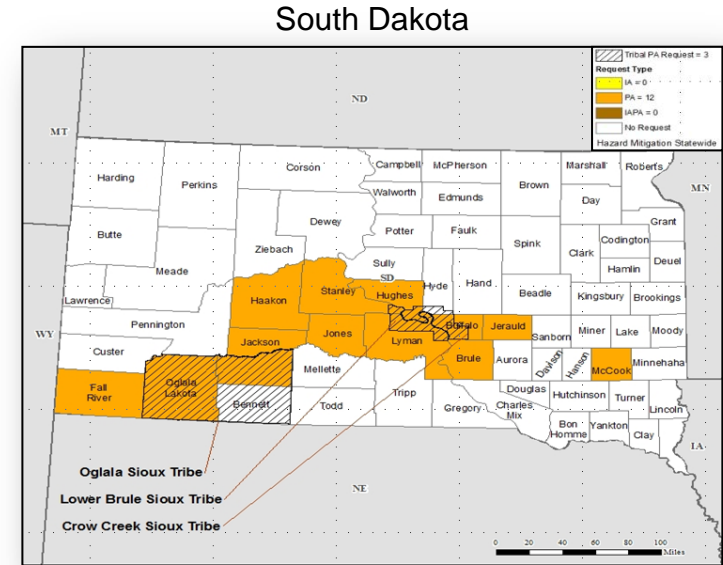 South Dakota
Tribal PA Request = 3
Request Type
IA = 0
PA = 12
IAPA = 0
No Request
Hazard Mitigation Statewide
ND
MT
MN
WY
SD
NE
IA
Harding
Perkins
Corson
Campbell
McPherson
Brown
Marshall
Roberts
Walworth
Edmunds
Day
Butte
Dewey
Ziebach
Potter
Faulk
Spink
Grant
Codington
Clark
Deuel
Hamlin
Meade
Sully
Hyde
Hand
Beadle
Kingsbury
Brookings
Lawrence
Haakon
Stanley
Hughes
Pennington
Jackson
Jones
Lyman
Buffalo
Jerauld
Sanborn
Miner
Lake
Moody
Custer
Mellette
Brule
Aurora
Davison
Hanson
McCook
Minnehaha
Fall
River
Oglala
Lakota
Bennett
Todd
Tripp
Gregory
Douglas
Charles
Mix
Hutchinson
Turner
Lincoln
Bon
Homme
Yankton
Clay
Oglala Sioux Tribe
Lower Brule Sioux Tribe
Crow Creek Sioux Tribe
0 20 40 60 80 100
Miles